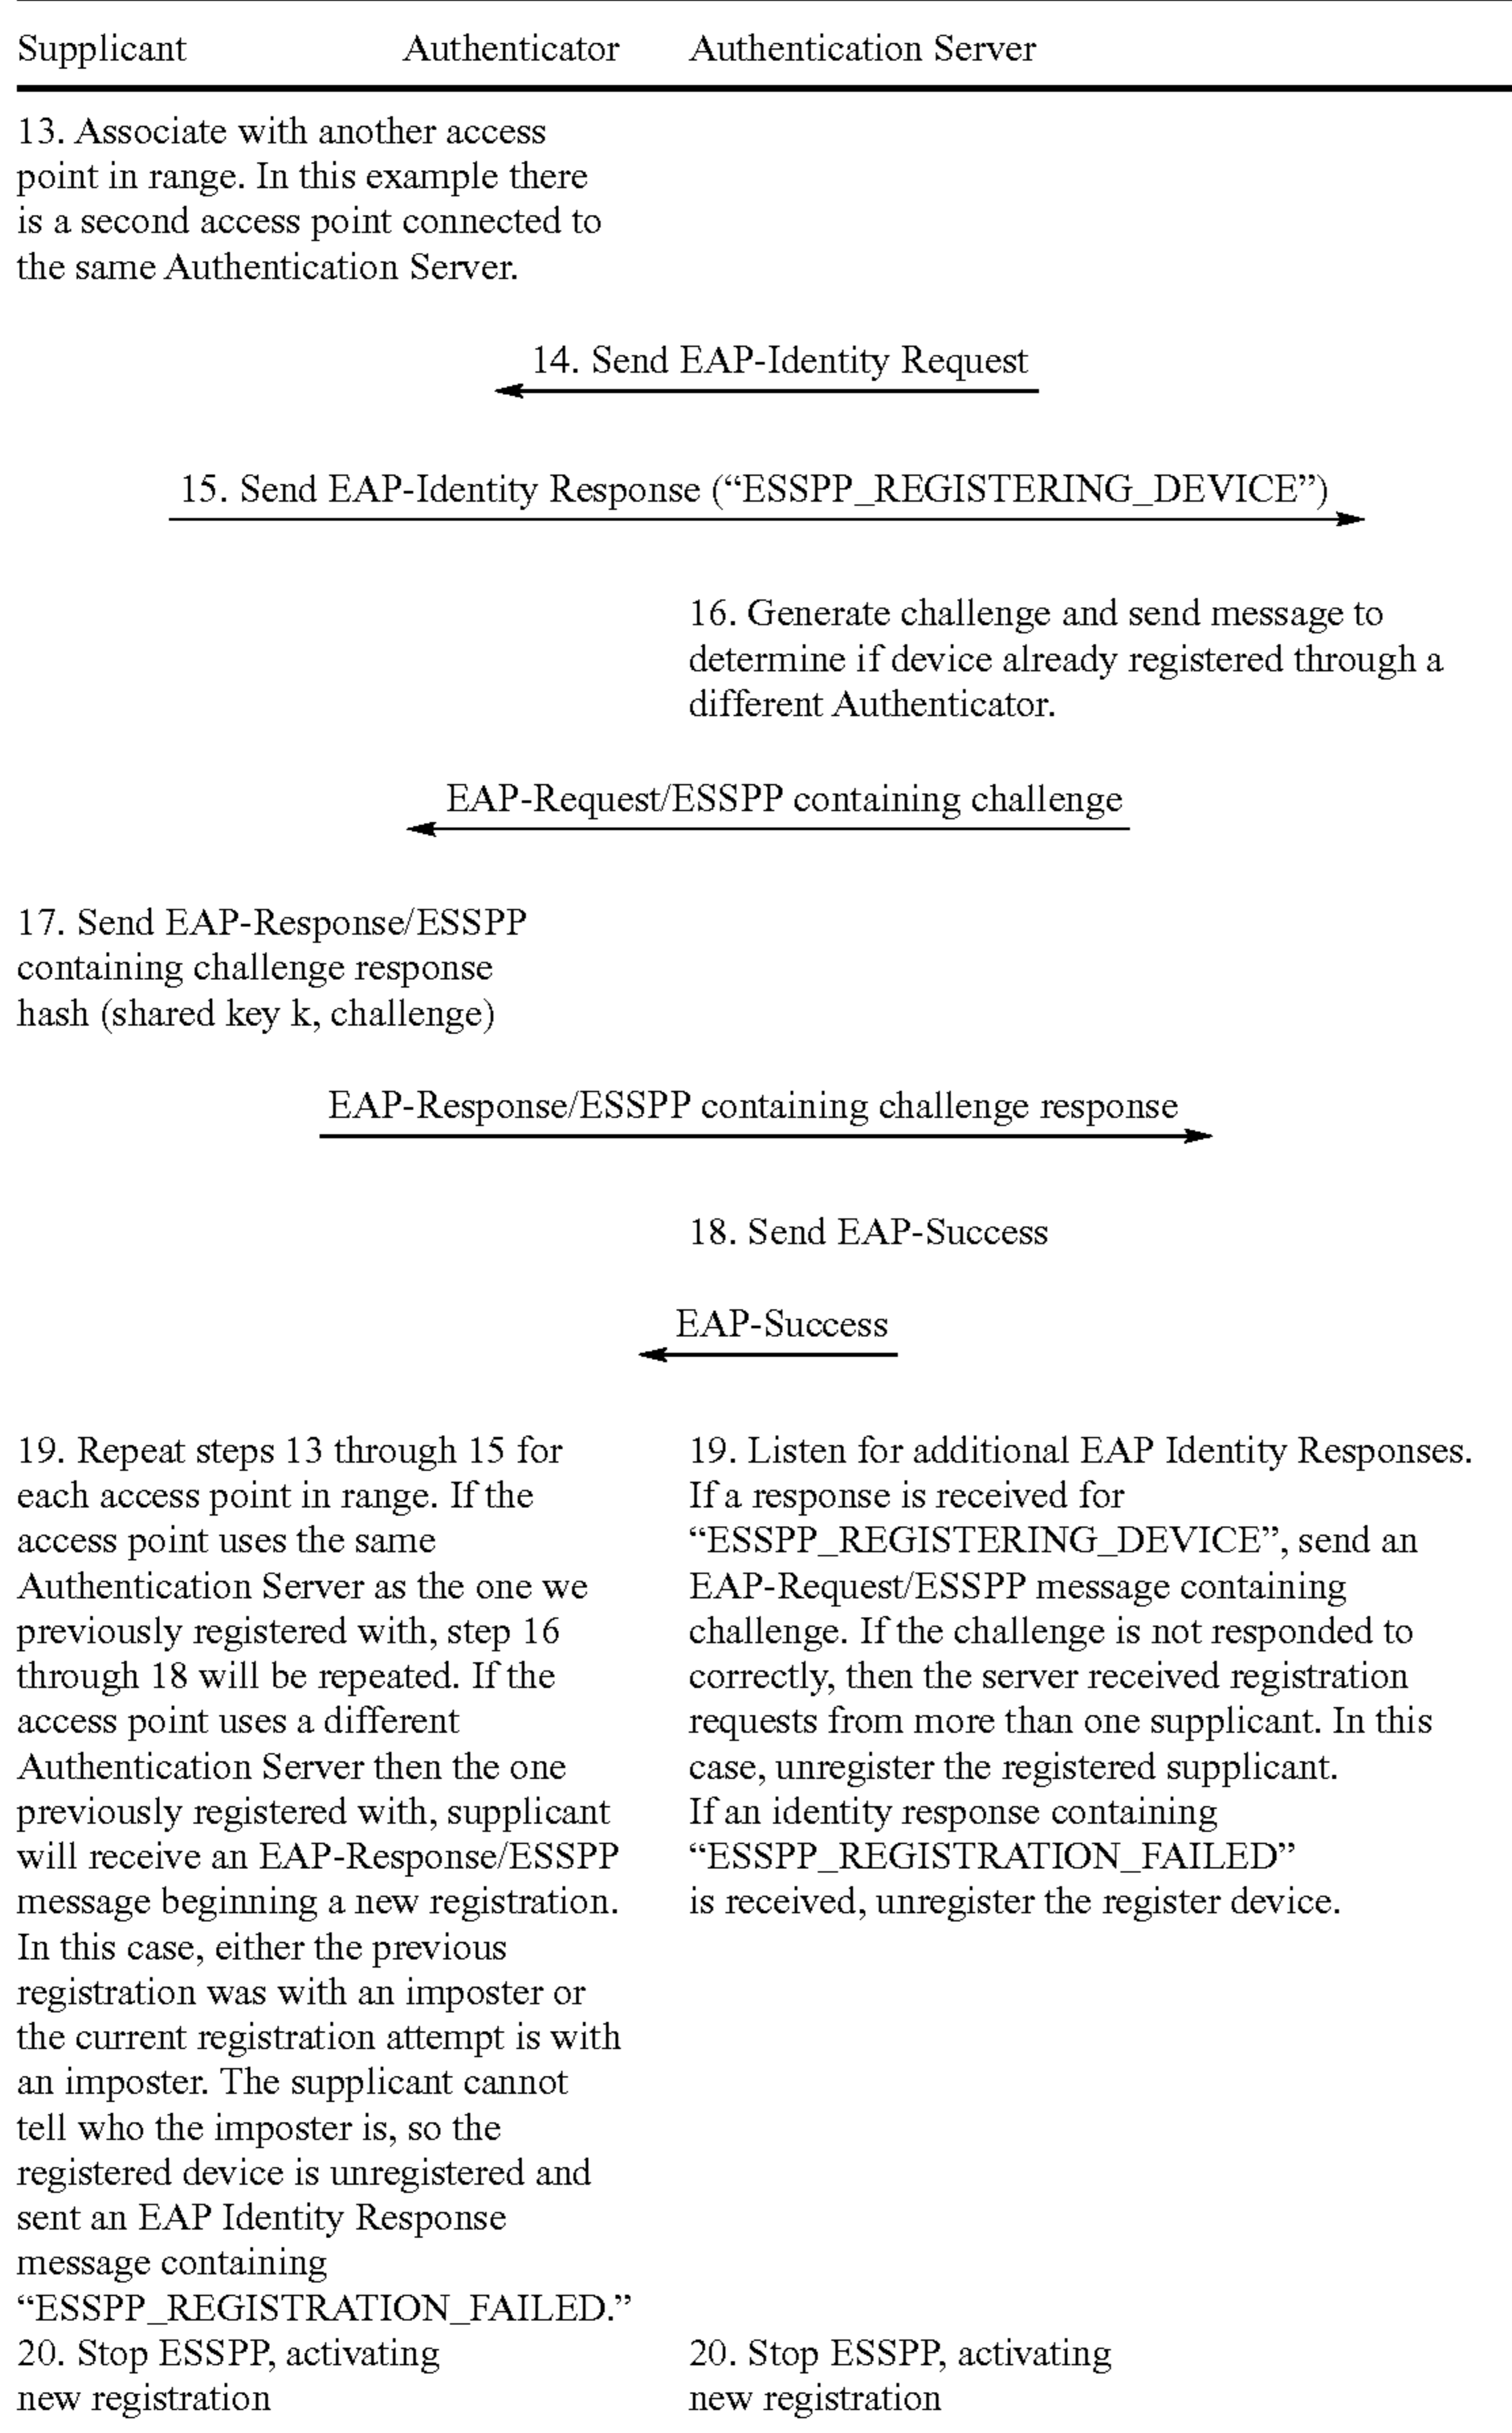 Supplicant Authenticator Authentication Server
13. Associate with another access
point in range. In this example there
is a second access point connected to
the same Authentication Server.
14. Send EAP-Identity Request
15. Send EAP-Identity Response (“ESSPP_REGISTERING_DEVICE”)
16. Generate challenge and send message to
determine if device already registered through a
different Authenticator.
EAP-Request/ESSPP containing challenge
17. Send EAP-Response/ESSPP
containing challenge response
hash (shared key k, challenge)
EAP-Response/ESSPP containing challenge response
18. Send EAP-Success
EAP-Success
19. Repeat steps 13 through 15 for
each access point in range. If the
access point uses the same
Authentication Server as the one we
previously registered with, step 16
through 18 will be repeated. If the
access point uses a different
Authentication Server then the one
previously registered with, supplicant
will receive an EAP-Response/ESSPP
message beginning a new registration.
In this case, either the previous
registration was with an imposter or
the current registration attempt is with
an imposter. The supplicant cannot
tell who the imposter is, so the
registered device is unregistered and
sent an EAP Identity Response
message containing
“ESSPP_REGISTRATION_FAILED.”
20. Stop ESSPP, activating
new registration
19. Listen for additional EAP Identity Responses.
If a response is received for
“ESSPP_REGISTERING_DEVICE”, send an
EAP-Request/ESSPP message containing
challenge. If the challenge is not responded to
correctly, then the server received registration
requests from more than one supplicant. In this
case, unregister the registered supplicant.
If an identity response containing
“ESSPP_REGISTRATION_FAILED”
is received, unregister the register device.
20. Stop ESSPP, activating
new registration